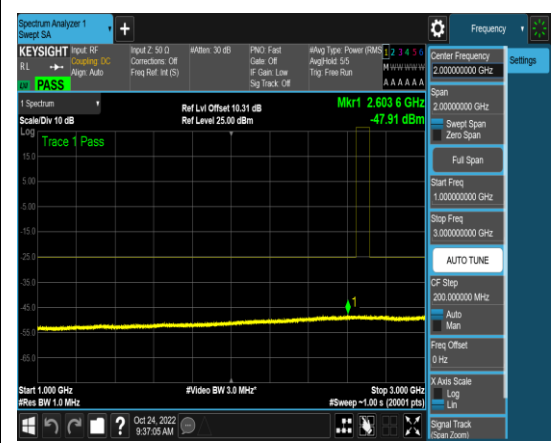 Spectrum Analyzer 1
Swept SA
+
Frequency
KEYSIGHT
RL
PASS
Input: RF
Coupling: DC
Align: Auto
Input Z: 50 Ω
Corrections: Off
Freq Ref: Int (S)
#Atten: 30 dB
PNO: Fast
Gate: Off
IF Gain: Low
Sig Track: Off
#Avg Type: Power (RMS
Avg|Hold: 5/5
Trig: Free Run
1 2 3 4 5 6
M W W W W W
A A A A A A
1 Spectrum
Scale/Div 10 dB
Log
Ref Lvl Offset 10.31 dB
Ref Level 25.00 dBm
Mkr1 2.603 6 GHz
-47.91 dBm
Trace 1 Pass
15.0
5.00
-5.00
-15.0
-25.0
-35.0
-45.0
-55.0
-65.0
1
Start 1.000 GHz
#Res BW 1.0 MHz
#Video BW 3.0 MHz*
Stop 3.000 GHz
#Sweep ~1.00 s (20001 pts)
Oct 24, 2022
9:37:05 AM
?
Settings
Center Frequency
2.000000000 GHz
Span
2.00000000 GHz
Swept Span
Zero Span
Full Span
Start Freq
1.000000000 GHz
Stop Freq
3.000000000 GHz
AUTO TUNE
CF Step
200.000000 MHz
Auto
Man
Freq Offset
0 Hz
X Axis Scale
Log
Lin
Signal Track
(Span Zoom)